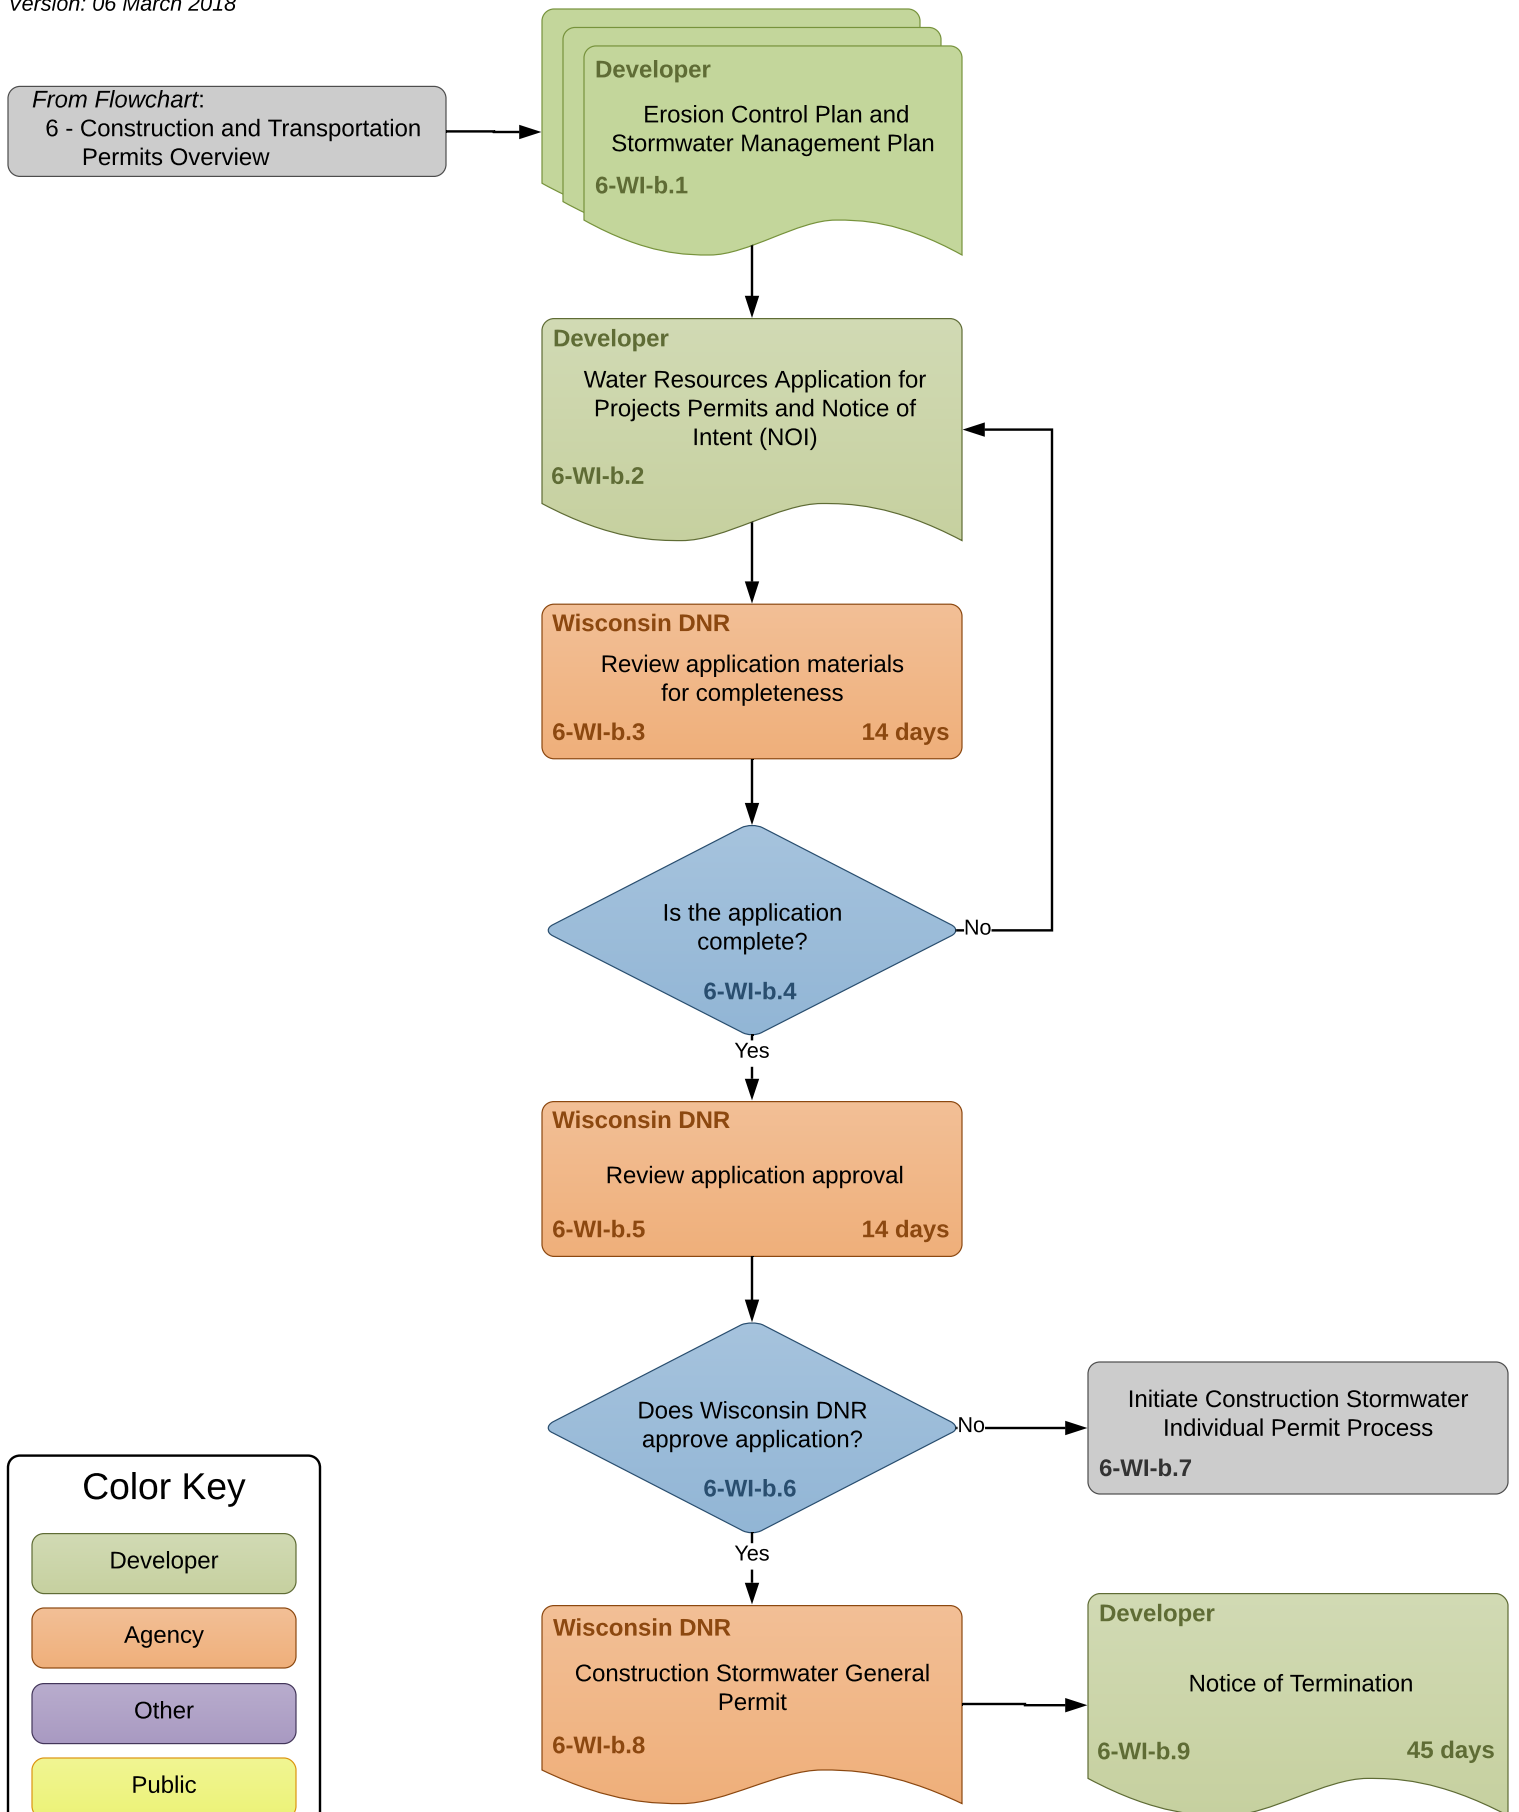 Version: 06 March 2018
From Flowchart:
6 - Construction and Transportation
Permits Overview
Developer
Erosion Control Plan and
Stormwater Management Plan
6-WI-b.1
Developer
Water Resources Application for
Projects Permits and Notice of
Intent (NOI)
6-WI-b.2
Wisconsin DNR
Review application materials
for completeness
6-WI-b.3
14 days
Is the application
complete?
6-WI-b.4
No
Yes
Wisconsin DNR
Review application approval
6-WI-b.5
14 days
Does Wisconsin DNR
approve application?
6-WI-b.6
No
Initiate Construction Stormwater
Individual Permit Process
6-WI-b.7
Yes
Wisconsin DNR
Construction Stormwater General
Permit
6-WI-b.8
Developer
Notice of Termination
6-WI-b.9
45 days
Color Key
Developer
Agency
Other
Public